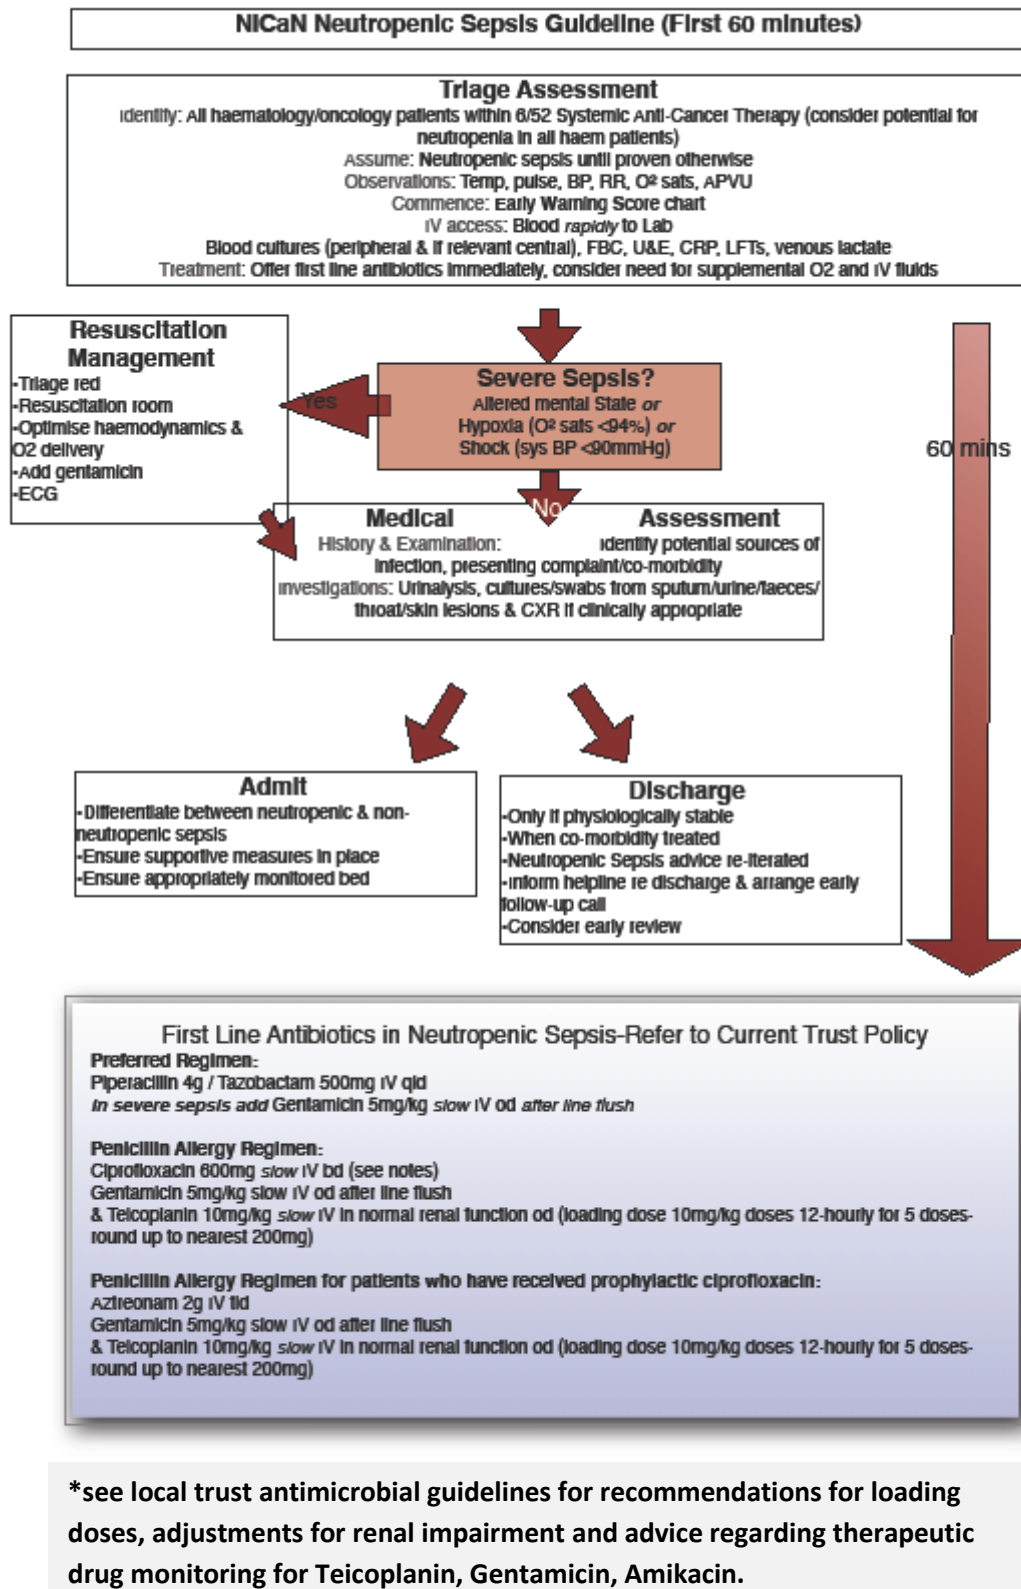 NICaN Neutropenic Sepsis Guideline (First 60 minutes)
Triage Assessment
Identify: All haematology/oncology patients within 6/52 Systemic Anti-Cancer Therapy (consider potential for
neutropenia in all haem patients)
Assume: Neutropenic sepsis until proven otherwise
Observations: Temp, pulse, BP, RR, O² sats, APVU
Commence: Early Warning Score chart
IV access: Blood rapidly to Lab
Blood cultures (peripheral & if relevant central), FBC, U&E, CRP, LFTs, venous lactate
Treatment: Offer first line antibiotics immediately, consider need for supplemental O2 and IV fluids
Resuscitation
Management
-Triage red
-Resuscitation room
-Optimise haemodynamics &
O2 delivery
-Add gentamicin
-ECG
Yes
Severe Sepsis?
Altered mental State or
Hypoxia (O² sats <94%) or
Shock (sys BP <90mmHg)
60 mins
No
Medical Assessment
History & Examination: Identify potential sources of
infection, presenting complaint/co-morbidity
Investigations: Urinalysis, cultures/swabs from sputum/urine/faeces/
throat/skin lesions & CXR if clinically appropriate
Admit
-Differentiate between neutropenic & non-
neutropenic sepsis
-Ensure supportive measures in place
-Ensure appropriately monitored bed
Discharge
-Only if physiologically stable
-When co-morbidity treated
-Neutropenic Sepsis advice re-iterated
-Inform helpline re discharge & arrange early
follow-up call
-Consider early review
First Line Antibiotics in Neutropenic Sepsis-Refer to Current Trust Policy
Preferred Regimen:
Piperacillin 4g / Tazobactam 500mg IV qid
In severe sepsis add Gentamicin 5mg/kg slow IV od after line flush
Penicillin Allergy Regimen:
Ciprofloxacin 600mg slow IV bd (see notes)
Gentamicin 5mg/kg slow IV od after line flush
& Teicoplanin 10mg/kg slow IV in normal renal function od (loading dose 10mg/kg doses 12-hourly for 5 doses-
round up to nearest 200mg)
Penicillin Allergy Regimen for patients who have received prophylactic ciprofloxacin:
Aztreonam 2g IV tid
Gentamicin 5mg/kg slow IV od after line flush
& Teicoplanin 10mg/kg slow IV in normal renal function od (loading dose 10mg/kg doses 12-hourly for 5 doses-
round up to nearest 200mg)
*see local trust antimicrobial guidelines for recommendations for loading
doses, adjustments for renal impairment and advice regarding therapeutic
drug monitoring for Teicoplanin, Gentamicin, Amikacin.